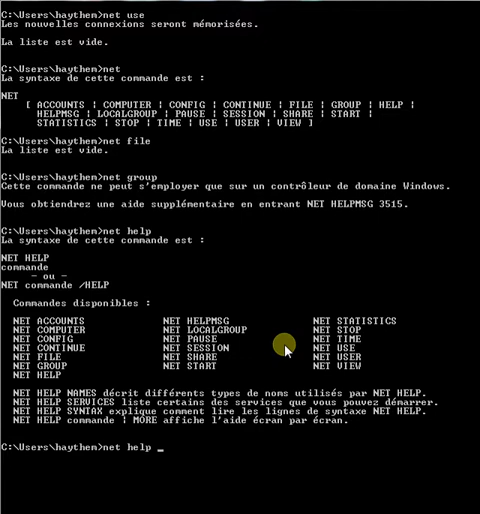 C:\Users\haythem>net use
Les nouvelles connexions seront mémorisées.
La liste est vide.
C:\Users\haythem>net
La syntaxe de cette commande est :
NET
[ ACCOUNTS ¦ COMPUTER ¦ CONFIG ¦ CONTINUE ¦ FILE ¦ GROUP ¦ HELP ¦
HELPMSG ¦ LOCALGROUP ¦ PAUSE ¦ SESSION ¦ SHARE ¦ START ¦
STATISTICS ¦ STOP ¦ TIME ¦ USE ¦ USER ¦ VIEW ]
C:\Users\haythem>net file
La liste est vide.
C:\Users\haythem>net group
Cette commande ne peut s'employer que sur un contrôleur de domaine Windows.
Vous obtiendrez une aide supplémentaire en entrant NET HELPMSG 3515.
C:\Users\haythem>net help
La syntaxe de cette commande est :
NET HELP
commande
- ou -
NET commande /HELP
Commandes disponibles :
NET ACCOUNTS NET HELPMSG NET STATISTICS
NET COMPUTER NET LOCALGROUP NET STOP
NET CONFIG NET PAUSE NET TIME
NET CONTINUE NET SESSION NET USE
NET FILE NET SHARE NET USER
NET GROUP NET START NET VIEW
NET HELP
NET HELP NAMES décrit différents types de noms utilisés par NET HELP.
NET HELP SERVICES liste certains des services que vous pouvez démarrer.
NET HELP SYNTAX explique comment lire les lignes de syntaxe NET HELP.
NET HELP commande ¦ MORE affiche l'aide écran par écran.
C:\Users\haythem>net help _